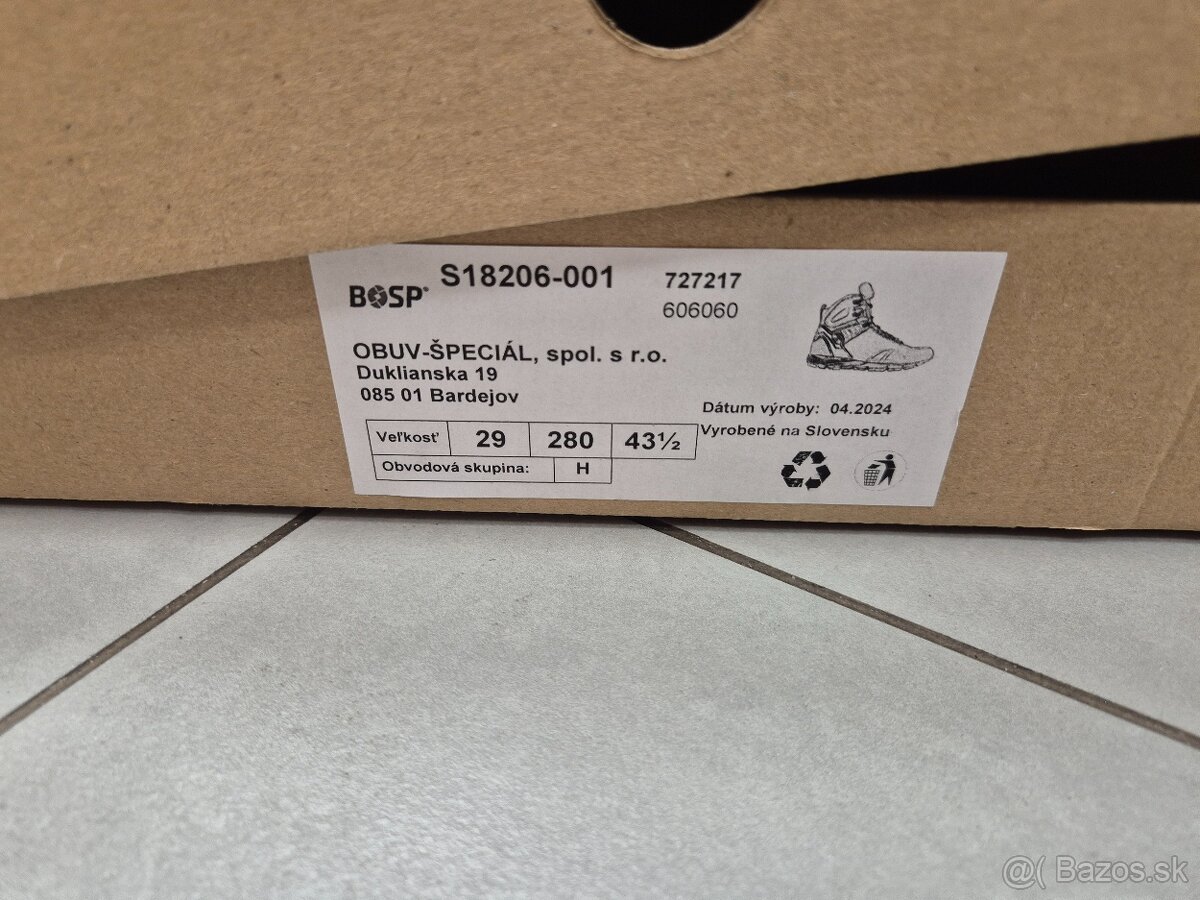 BOSP® S18206-001 727217
606060
OBUV-ŠPECIÁL, spol. s r.o.
Duklianska 19
085 01 Bardejov
Dátum výroby: 04.2024
Vyrobené na Slovensku
Veľkosť 29 280 43½
Obvodová skupina: H
@( Bazos.sk